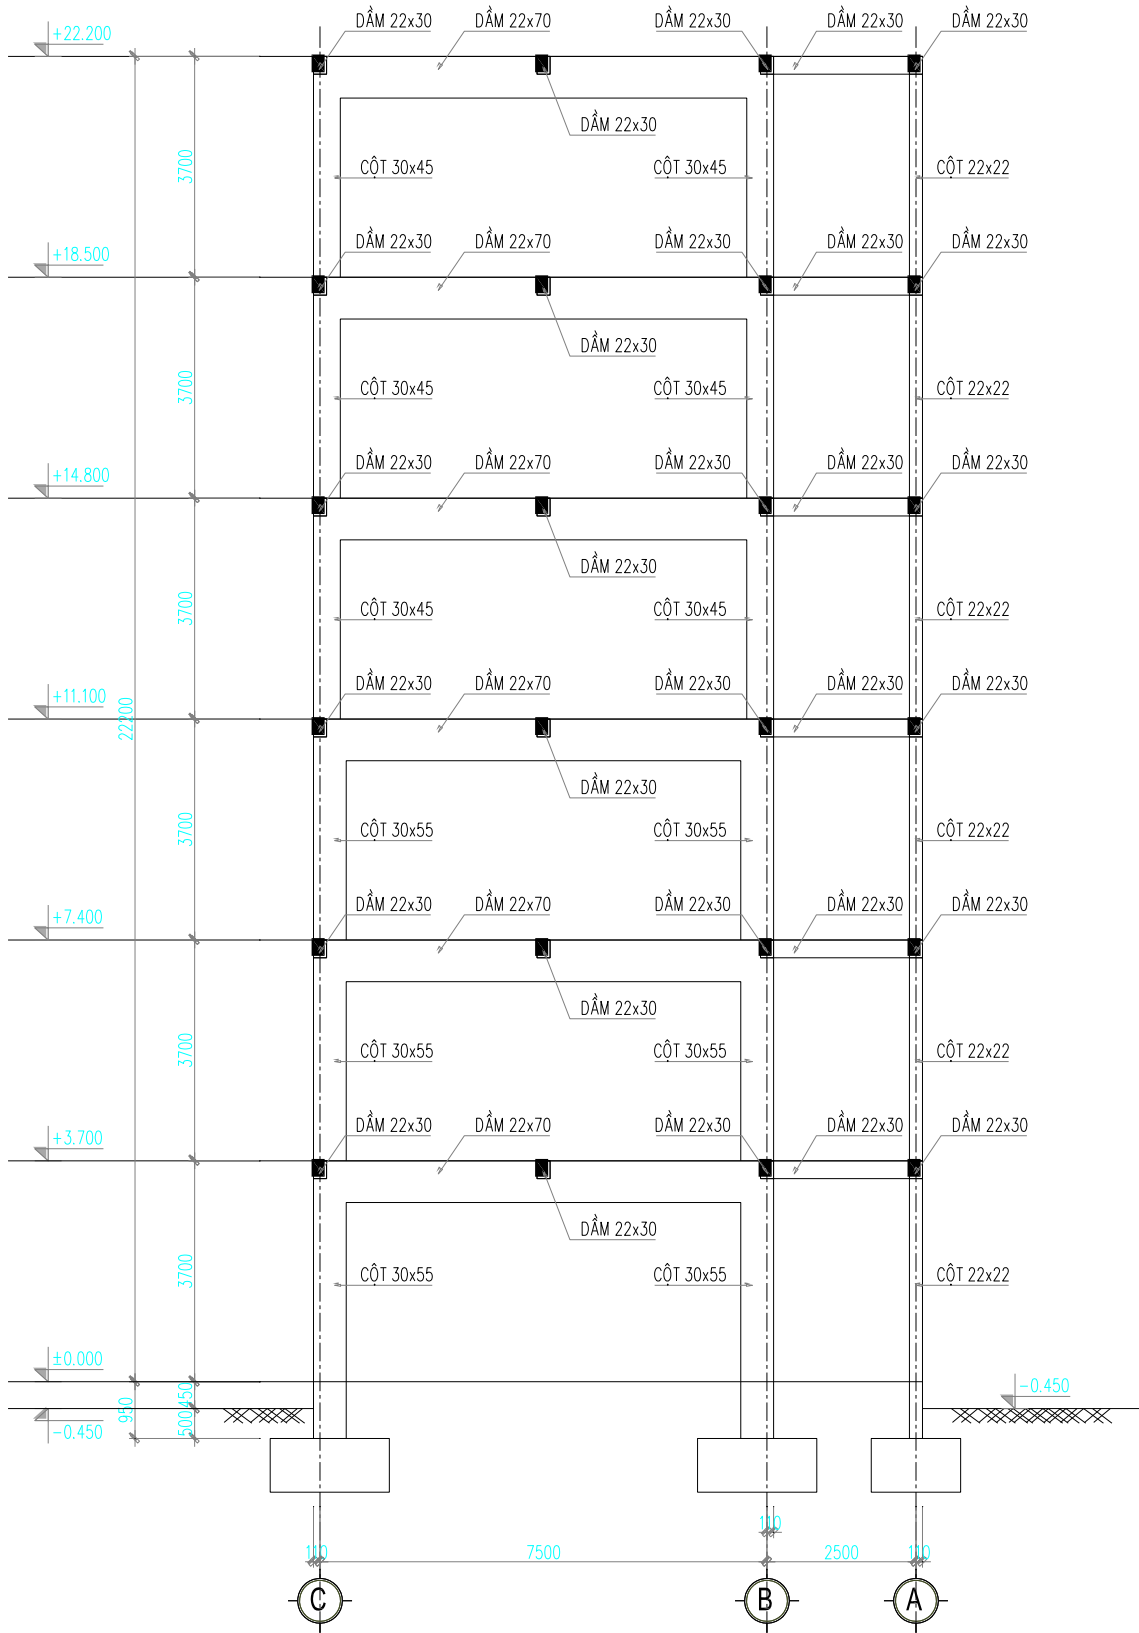 DẦM 22x30 DẦM 22x70 DẦM 22x30 DẦM 22x30 DẦM 22x30
+22.200
DẦM 22x30
3700 CỘT 30x45 CỘT 30x45 CỘT 22x22
DẦM 22x30 DẦM 22x70 DẦM 22x30 DẦM 22x30 DẦM 22x30
+18.500
DẦM 22x30
3700 CỘT 30x45 CỘT 30x45 CỘT 22x22
DẦM 22x30 DẦM 22x70 DẦM 22x30 DẦM 22x30 DẦM 22x30
+14.800
DẦM 22x30
3700 CỘT 30x45 CỘT 30x45 CỘT 22x22
DẦM 22x30 DẦM 22x70 DẦM 22x30 DẦM 22x30 DẦM 22x30
+11.100
22200
DẦM 22x30
3700 CỘT 30x55 CỘT 30x55 CỘT 22x22
DẦM 22x30 DẦM 22x70 DẦM 22x30 DẦM 22x30 DẦM 22x30
+7.400
DẦM 22x30
3700 CỘT 30x55 CỘT 30x55 CỘT 22x22
DẦM 22x30 DẦM 22x70 DẦM 22x30 DẦM 22x30 DẦM 22x30
+3.700
DẦM 22x30
3700 CỘT 30x55 CỘT 30x55 CỘT 22x22
±0.000
450
-0.450
950
500
-0.450
110
110 7500 2500 110
C B A